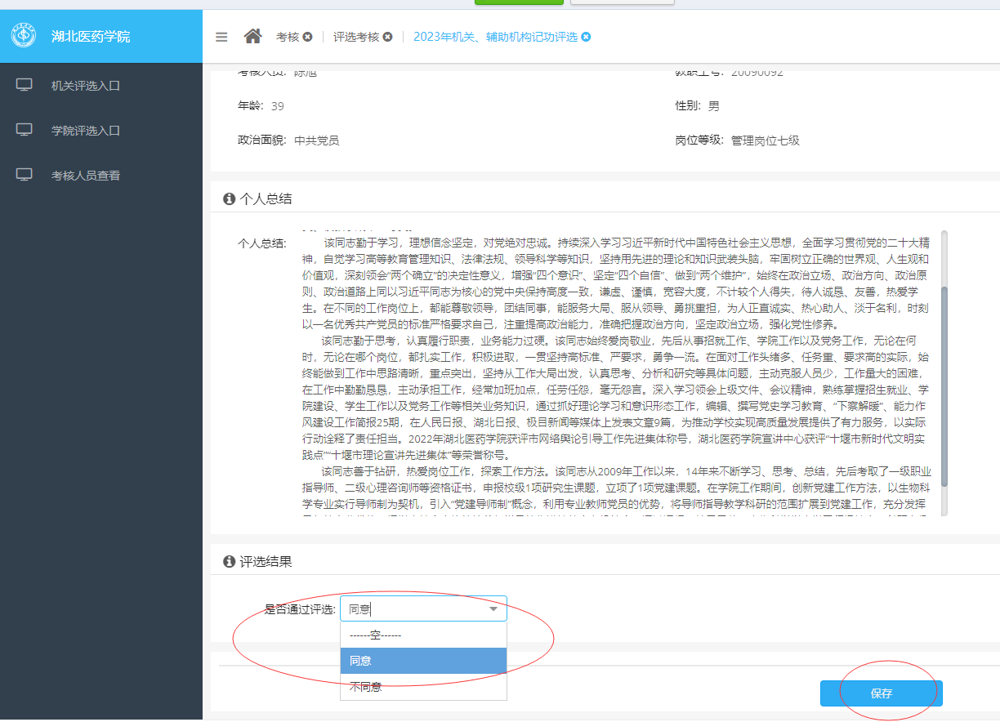 湖北医药学院
考核
评选考核
2023年机关、辅助机构记功评选
机关评选入口
学院评选入口
考核人员查看
考核人员: 陈旭
教职工号: 20090092
年龄: 39
性别: 男
政治面貌: 中共党员
岗位等级: 管理岗位七级
个人总结
个人总结:
该同志勤于学习，理想信念坚定，对党绝对忠诚。持续深入学习习近平新时代中国特色社会主义思想，全面学习贯彻党的二十大精
神，自觉学习高等教育管理知识、法律法规、领导科学等知识，坚持用先进的理论和知识武装头脑，牢固树立正确的世界观、人生观和
价值观，深刻领会“两个确立”的决定性意义，增强“四个意识”、坚定“四个自信”、做到“两个维护”，始终在政治立场、政治方向、政治原
则、政治道路上同以习近平同志为核心的党中央保持高度一致，谦虚、谨慎，宽容大度，不计较个人得失，待人诚恳、友善，热爱学
生。在不同的工作岗位上，都能尊敬领导，团结同事，能服务大局、服从领导、勇挑重担，为人正直诚实、热心助人、淡于名利，时刻
以一名优秀共产党员的标准严格要求自己，注重提高政治能力，准确把握政治方向，坚定政治立场，强化党性修养。
该同志勤于思考，认真履行职责，业务能力过硬。该同志始终爱岗敬业，先后从事招就工作、学院工作以及党务工作，无论在何
时，无论在哪个岗位，都扎实工作，积极进取，一贯坚持高标准、严要求，勇争一流。在面对工作头绪多、任务重、要求高的实际，始
终能做到工作中思路清晰，重点突出，坚持从工作大局出发，认真思考、分析和研究等具体问题，主动克服人员少，工作量大的困难，
在工作中勤勤恳恳，主动承担工作，经常加班加点，任劳任怨，毫无怨言。深入学习领会上级文件、会议精神，熟练掌握招生就业、学
院建设、学生工作以及党务工作等相关业务知识，通过抓好理论学习和意识形态工作，编辑、撰写党史学习教育、“下察解暖”、能力作
风建设工作简报25期，在人民日报、湖北日报、极目新闻等媒体上发表文章9篇，为推动学校实现高质量发展提供了有力服务，以实际
行动诠释了责任担当。2022年湖北医药学院获评市网络舆论引导工作先进集体称号，湖北医药学院宣讲中心获评“十堰市新时代文明实
践点”“十堰市理论宣讲先进集体”等荣誉称号。
该同志善于钻研，热爱岗位工作，探索工作方法。该同志从2009年工作以来，14年来不断学习、思考、总结，先后考取了一级职业
指导师、二级心理咨询师等资格证书，申报校级1项研究生课题，立项了1项党建课题。在学院工作期间，创新党建工作方法，以生物科
学专业实行导师制为契机，引入“党建导师制”概念，利用专业教师党员的优势，将导师指导教学科研的范围扩展到党建工作，充分发挥
评选结果
是否通过评选: 同意
------空------
同意
不同意
保存